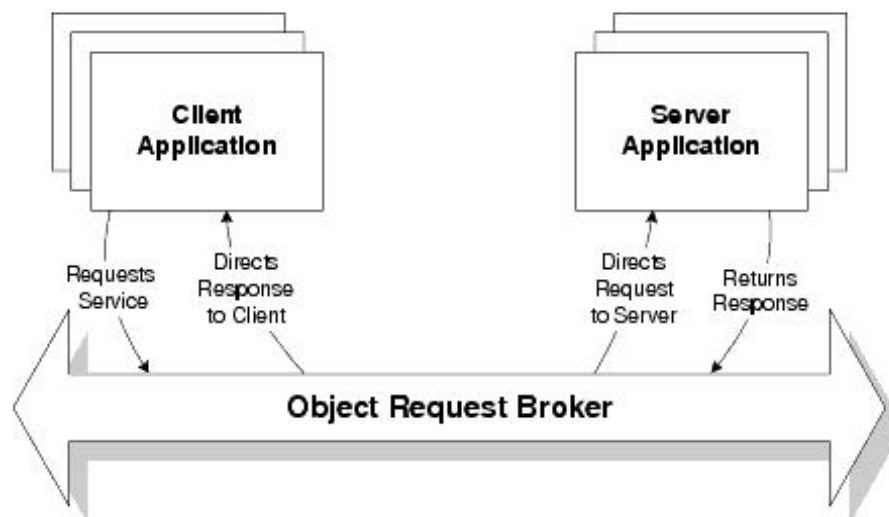 Client
Application
Server
Application
Requests
Service
Directs
Response
to Client
Directs
Request
to Server
Returns
Response
Object Request Broker